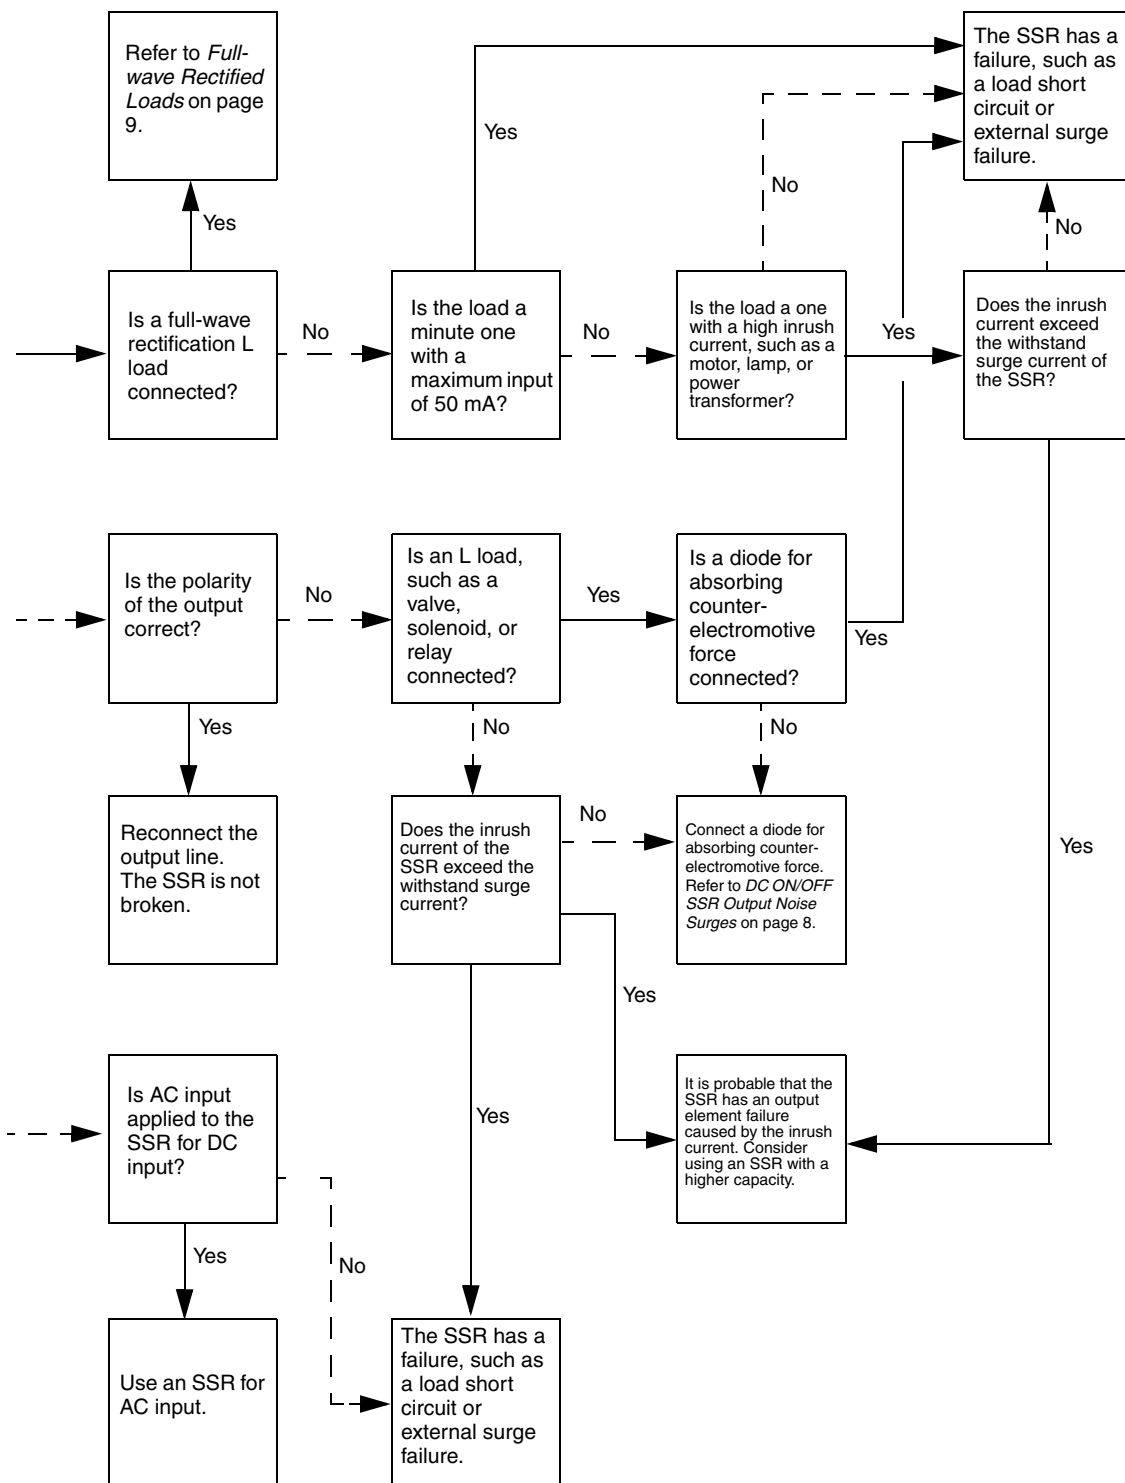 Refer to Full-
wave Rectified
Loads on page
9.
The SSR has a
failure, such as
a load short
circuit or
external surge
failure.
Yes
No
Yes
No
Is a full-wave
rectification L
load
connected?
No
Is the load a
minute one
with a
maximum input
of 50 mA?
No
Is the load a one
with a high inrush
current, such as a
motor, lamp, or
power
transformer?
Yes
Does the inrush
current exceed
the withstand
surge current of
the SSR?
Is the polarity
of the output
correct?
No
Is an L load,
such as a
valve,
solenoid, or
relay
connected?
Yes
Is a diode for
absorbing
counter-
electromotive
force
connected?
Yes
Yes
No
No
Reconnect the
output line.
The SSR is not
broken.
Does the inrush
current of the
SSR exceed the
withstand surge
current?
No
Connect a diode for
absorbing counter-
electromotive force.
Refer to DC ON/OFF
SSR Output Noise
Surges on page 8.
Yes
Yes
Is AC input
applied to the
SSR for DC
input?
Yes
It is probable that the
SSR has an output
element failure
caused by the inrush
current. Consider
using an SSR with a
higher capacity.
Yes
No
Use an SSR for
AC input.
The SSR has a
failure, such as
a load short
circuit or
external surge
failure.